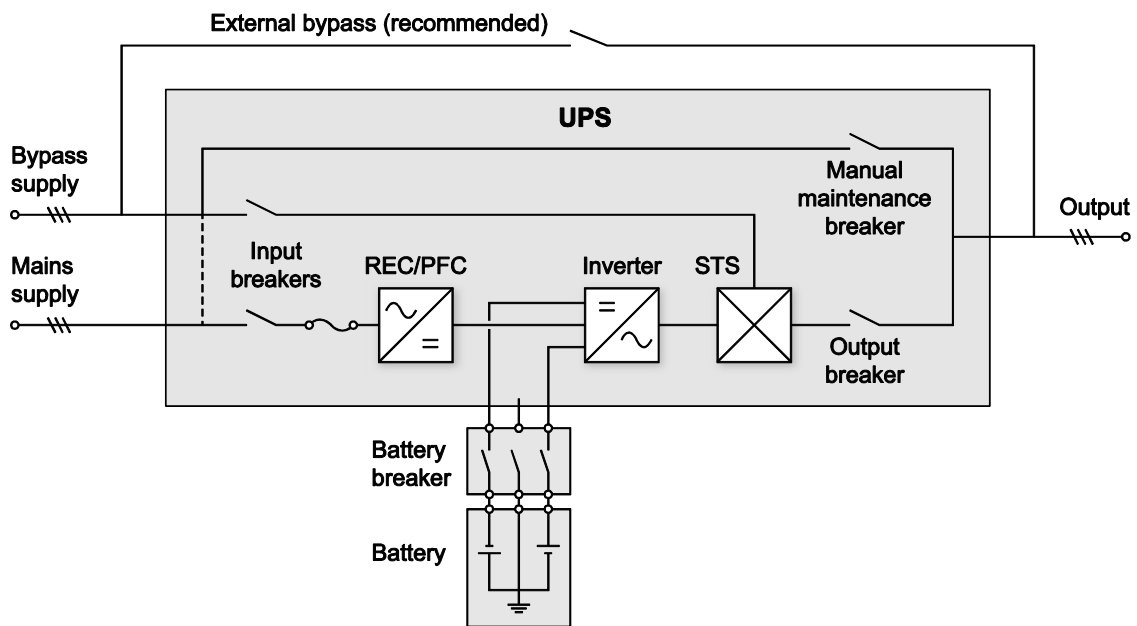 External bypass (recommended)
UPS
Bypass
supply
Manual
maintenance
breaker
Output
Mains
supply
Input
breakers
REC/PFC
Inverter
STS
Output
breaker
Battery
breaker
Battery